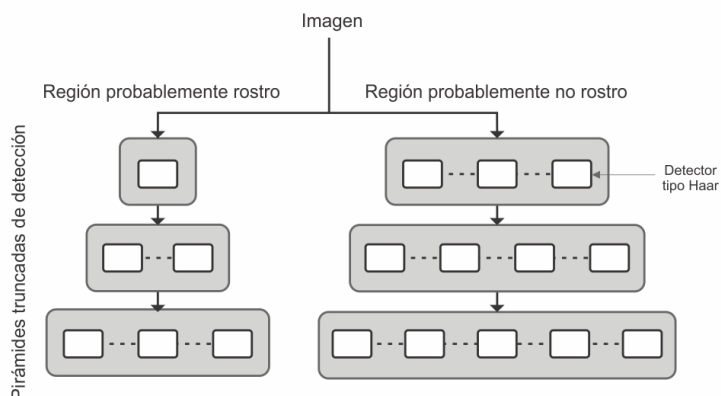 Imagen
Región probablemente rostro
Región probablemente no rostro
Pirámides truncadas de detección
Detector
tipo Haar